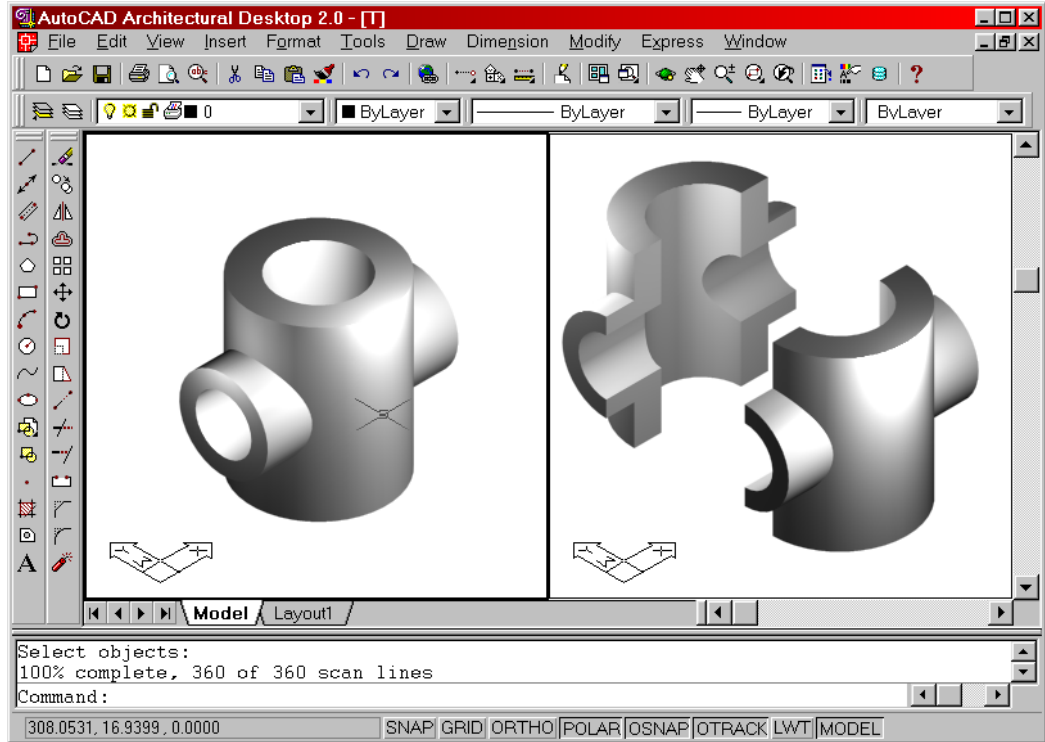 AutoCAD Architectural Desktop 2.0 - [T]
File Edit View Insert Format Tools Draw Dimension Modify Express Window
0 ByLayer ByLayer ByLayer ByLayer
A
Model Layout1
Select objects:
100% complete, 360 of 360 scan lines
Command:
308.0531, 16.9399 , 0.0000 SNAP GRID ORTHO POLAR OSNAP OTRACK LWT MODEL